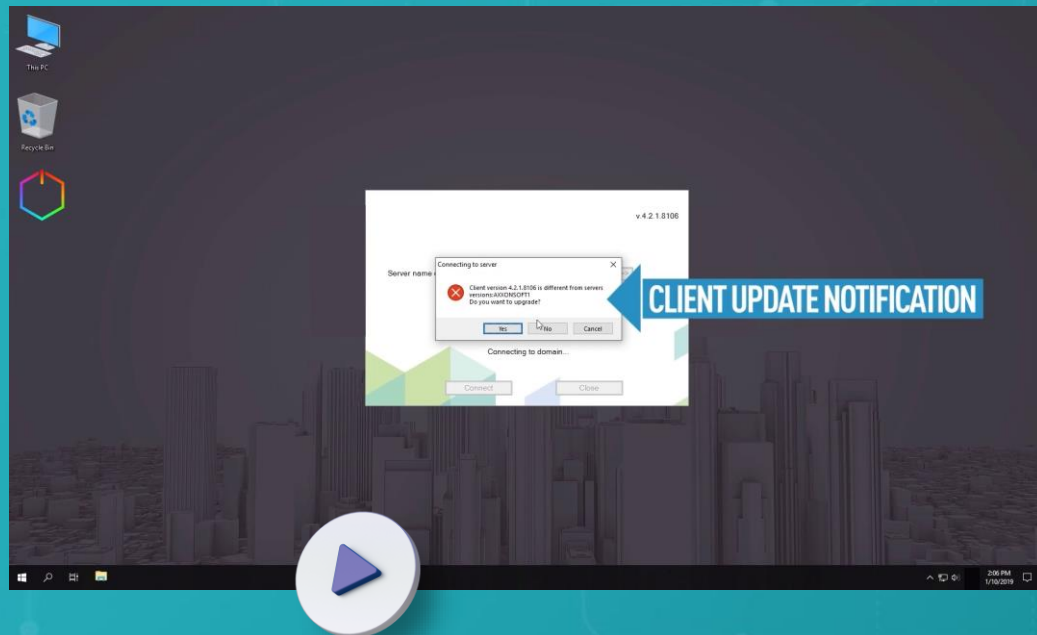 This PC
Recycle Bin
v.4.2.1.8106
Server name
Connecting to server
Client version 4.2.1.8106 is different from servers
versions:AXXONSOFT1
Do you want to upgrade?
Yes
No
Cancel
CLIENT UPDATE NOTIFICATION
Connecting to domain...
Connect
Close
2:06 PM
1/10/2019